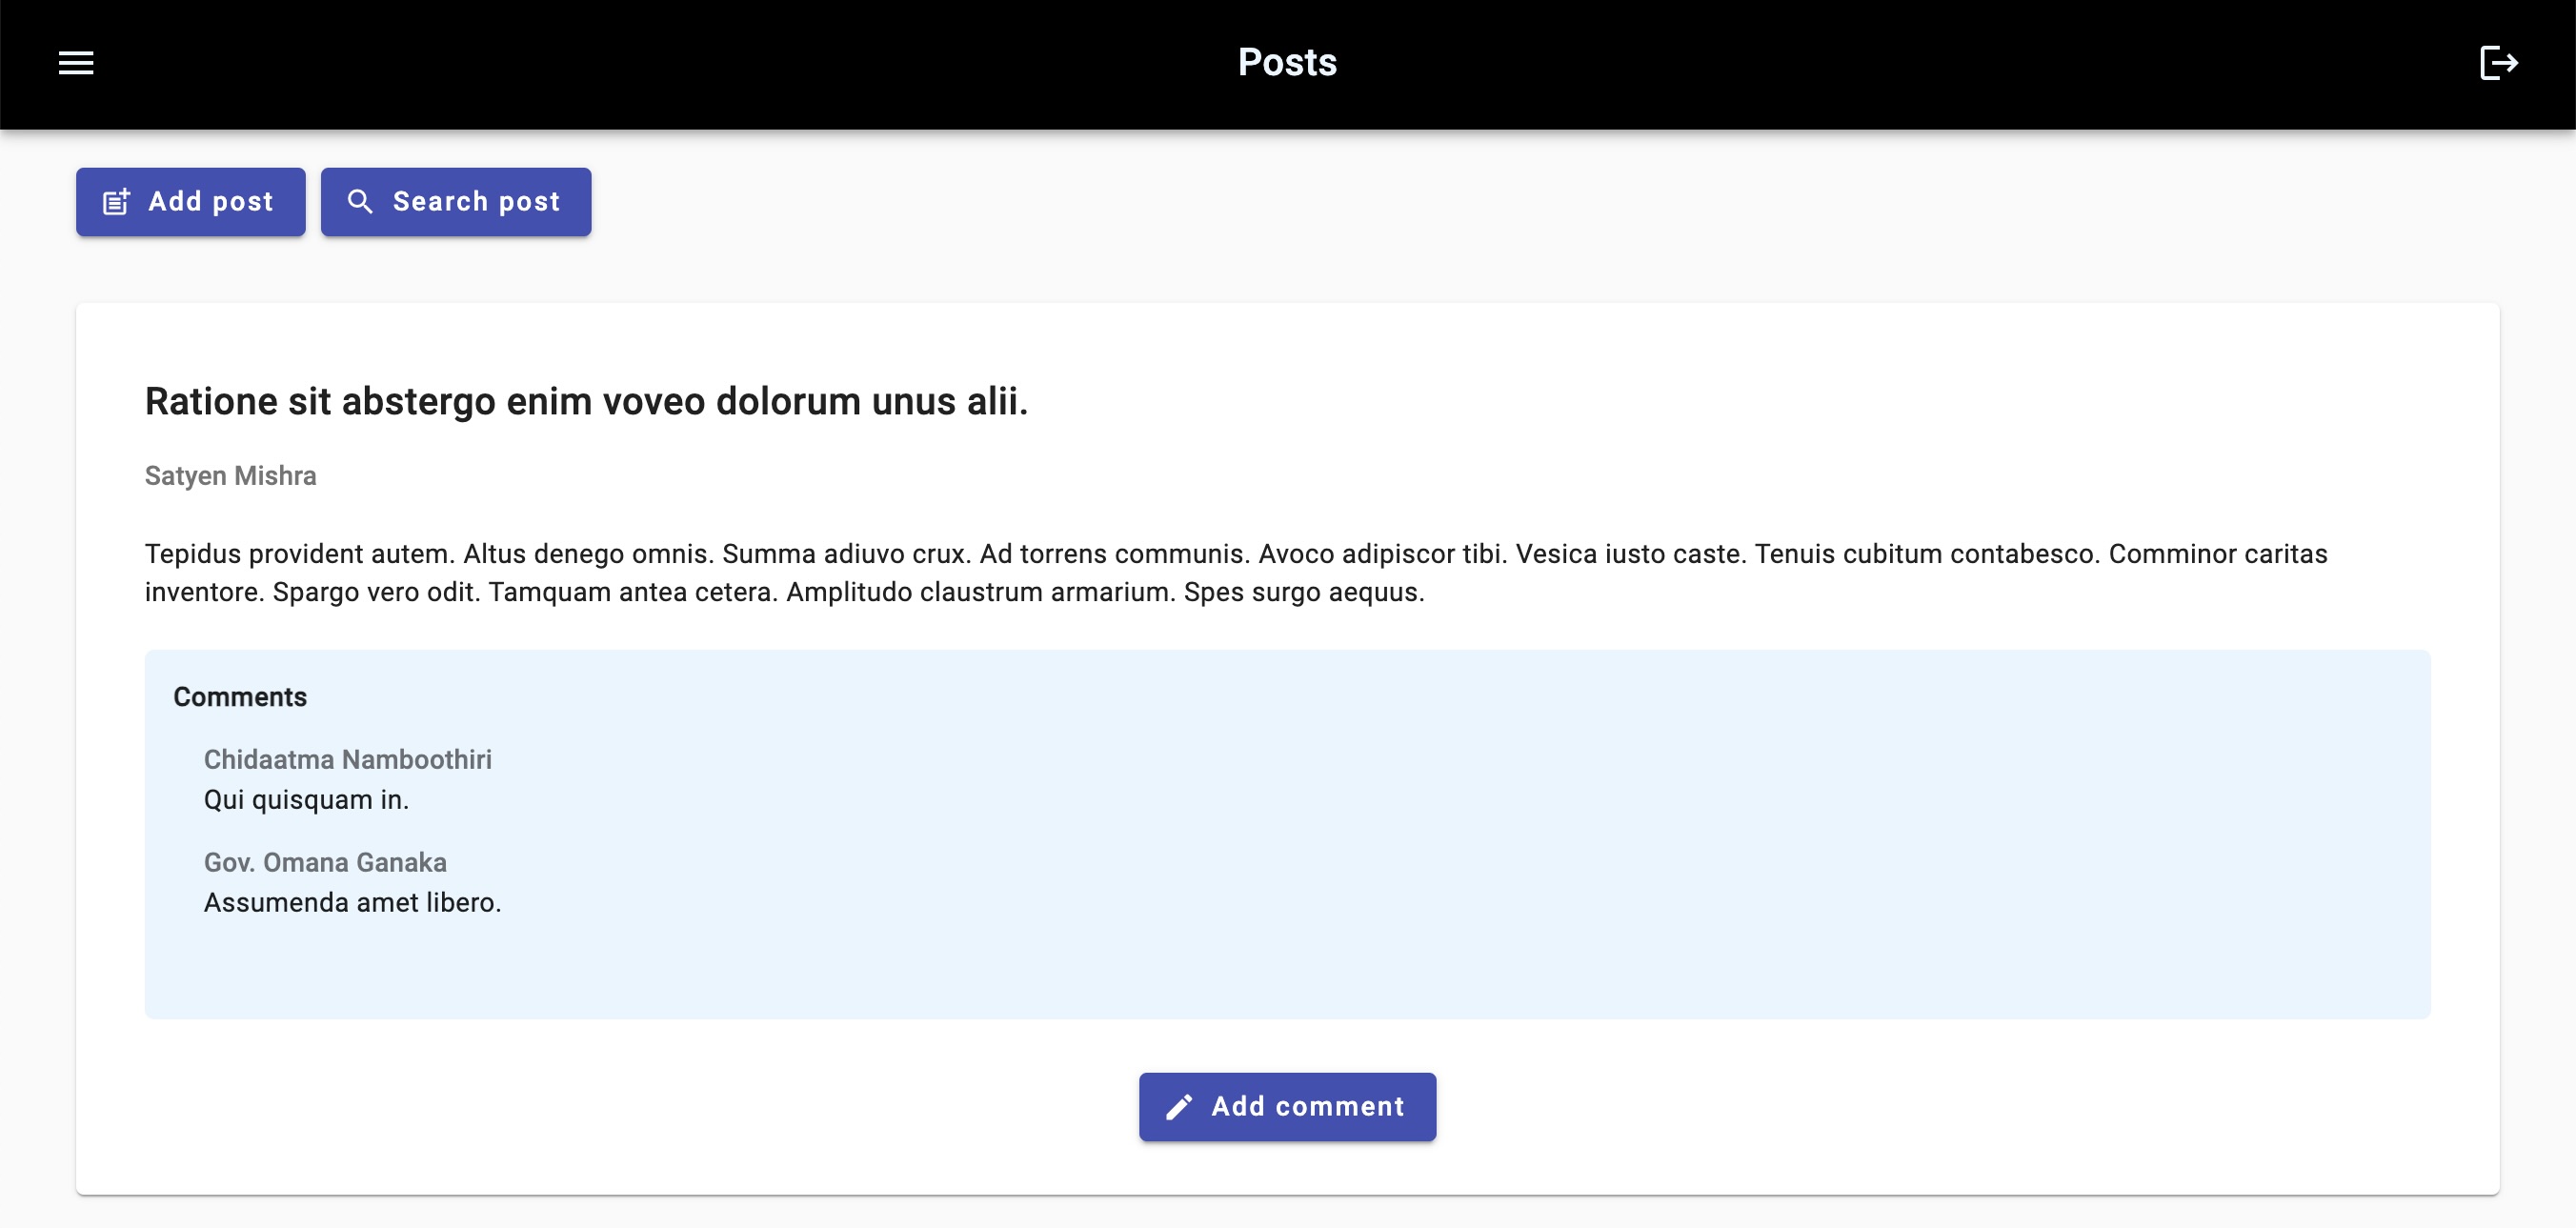 Posts
Add post
Search post
Ratione sit abstergo enim voveo dolorum unus alii.
Satyen Mishra
Tepidus provident autem. Altus denego omnis. Summa adiuvo crux. Ad torrens communis. Avoco adipiscor tibi. Vesica iusto caste. Tenuis cubitum contabesco. Comminor caritas
inventore. Spargo vero odit. Tamquam antea cetera. Amplitudo claustrum armarium. Spes surgo aequus.
Comments
Chidaatma Namboothiri
Qui quisquam in.
Gov. Omana Ganaka
Assumenda amet libero.
Add comment